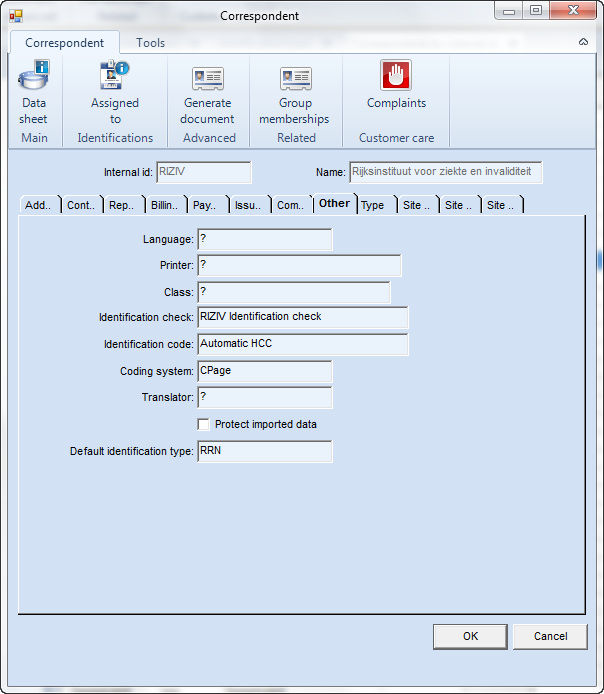 Correspondent
Correspondent Tools
Data sheet
Assigned to
Generate document
Group memberships
Complaints
Main Identifications Advanced Related Customer care
Internal id: RIZIV Name: Rijksinstituut voor ziekte en invaliditeit
Add.. Cont.. Rep.. Billin.. Pay.. Issu.. Com.. Other Type Site .. Site .. Site ..
Language: ?
Printer: ?
Class: ?
Identification check: RIZIV Identification check
Identification code: Automatic HCC
Coding system: CPage
Translator: ?
Protect imported data
Default identification type: RRN
OK Cancel